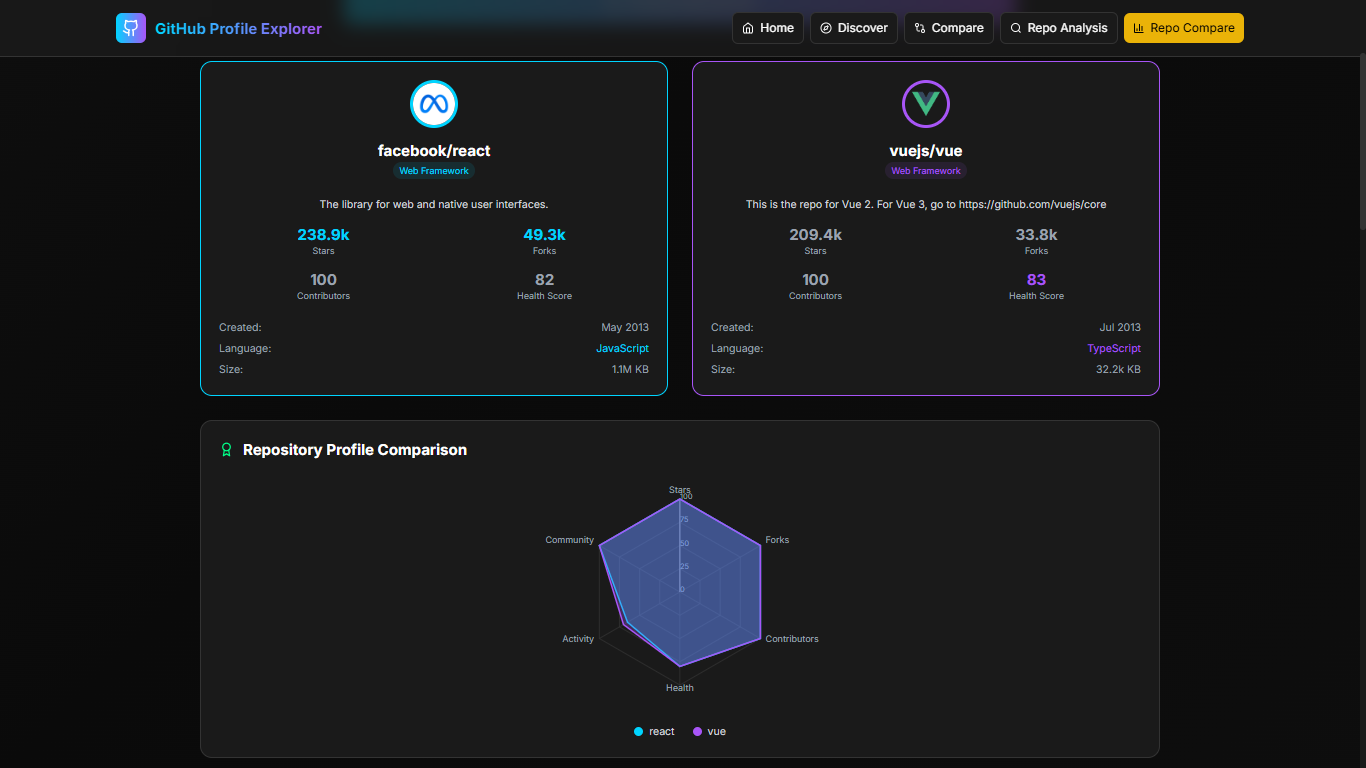 GitHub Profile Explorer
Home
Discover
Compare
Repo Analysis
Repo Compare
facebook/react
Web Framework
The library for web and native user interfaces.
238.9k
Stars
49.3k
Forks
100
Contributors
82
Health Score
Created:
May 2013
Language:
JavaScript
Size:
1.1M KB
vuejs/vue
Web Framework
This is the repo for Vue 2. For Vue 3, go to https://github.com/vuejs/core
209.4k
Stars
33.8k
Forks
100
Contributors
83
Health Score
Created:
Jul 2013
Language:
TypeScript
Size:
32.2k KB
Repository Profile Comparison
Stars
100
75
50
25
0
Forks
Contributors
Health
Activity
Community
react
vue